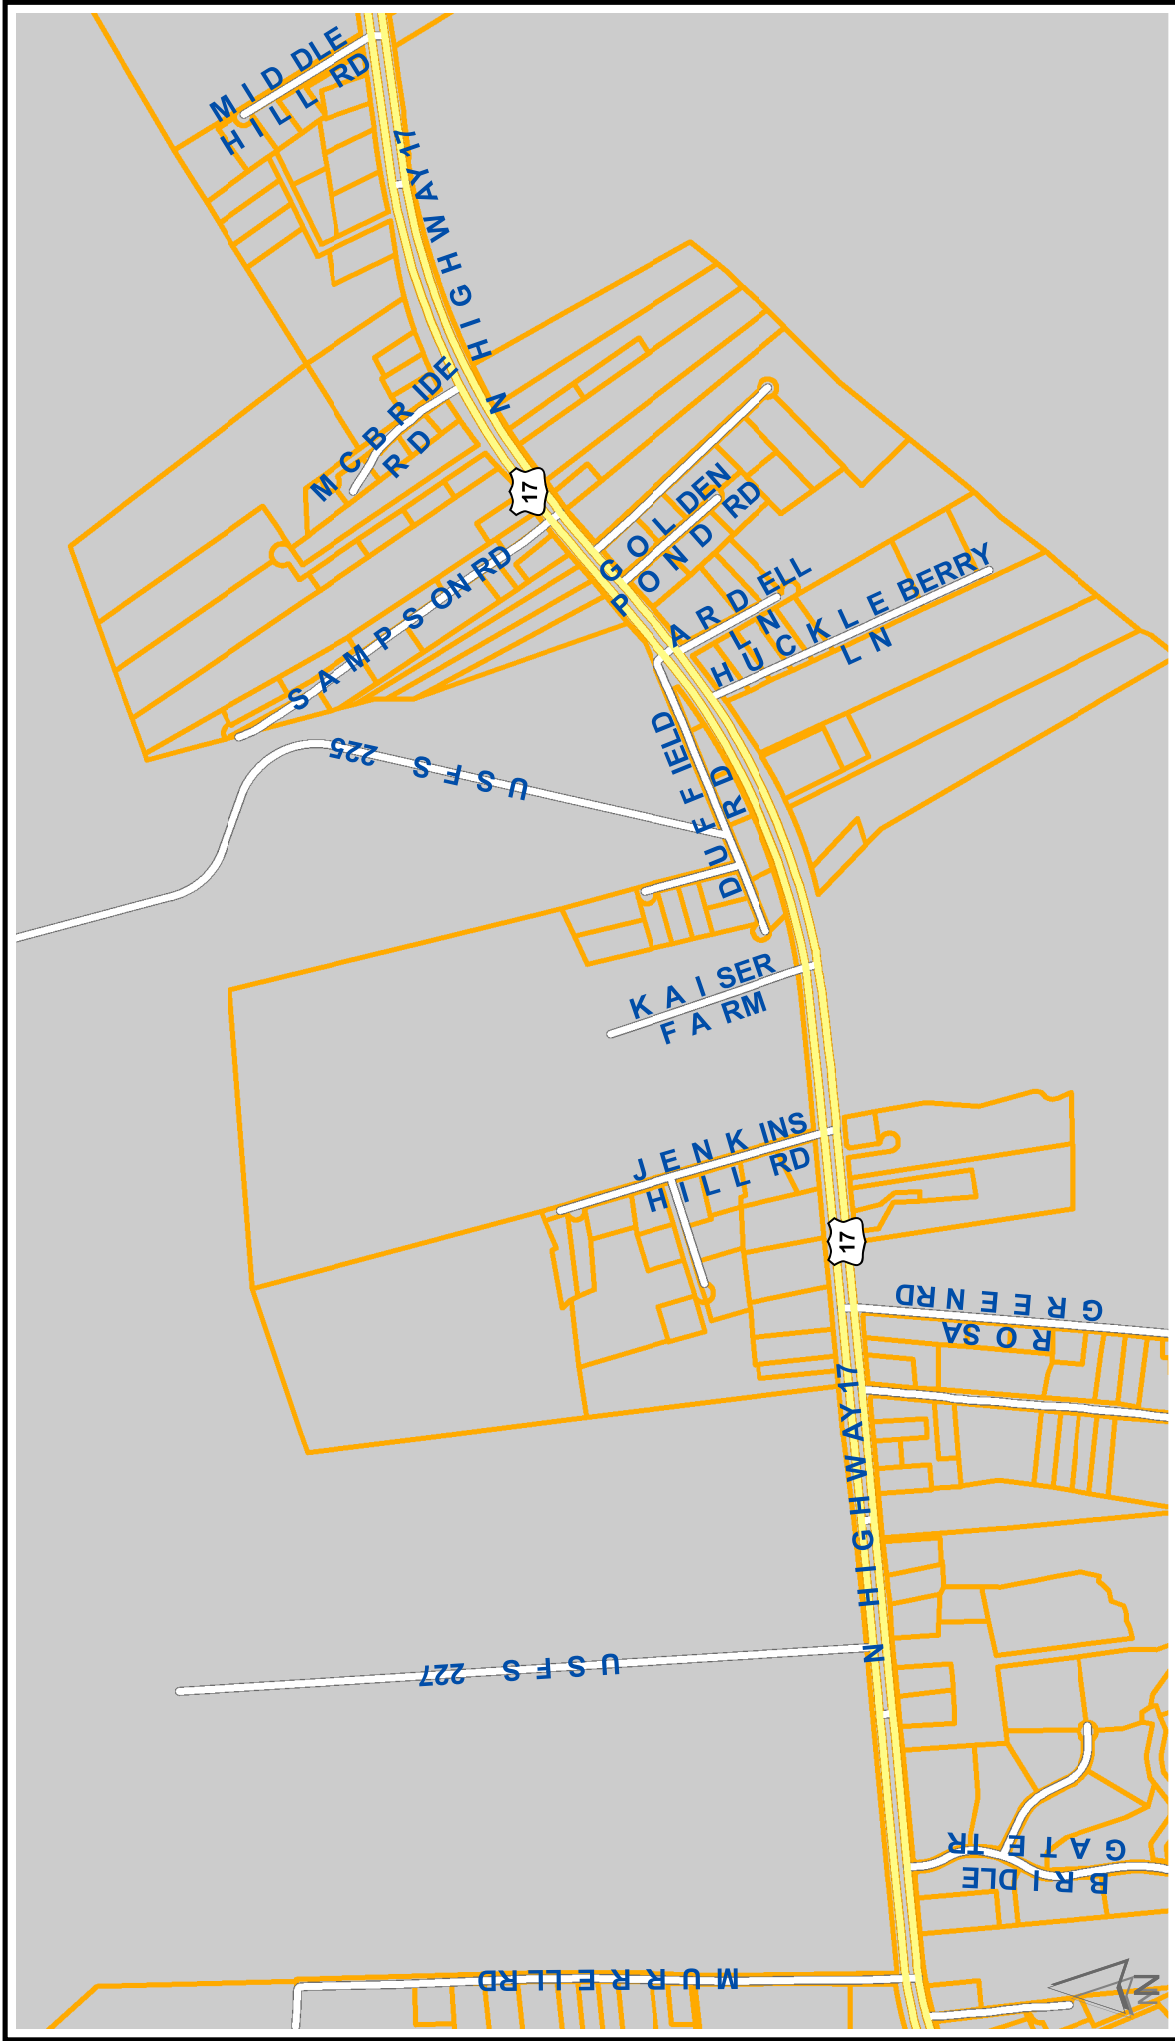 MIDDLE
HILL RD
N HIGHWAY 17
MCBRIDE
RD
17
SAMPSON RD
GOLDEN
POND RD
ARDELL
LN
HUCKLEBERRY
LN
USFS 225
DUFFIELD
RD
KAISER
FARM
JENKINS
HILL RD
17
ROSA
GREEN RD
N HIGHWAY 17
USFS 227
BRIDLE
GATE TR
MURRELL RD
N